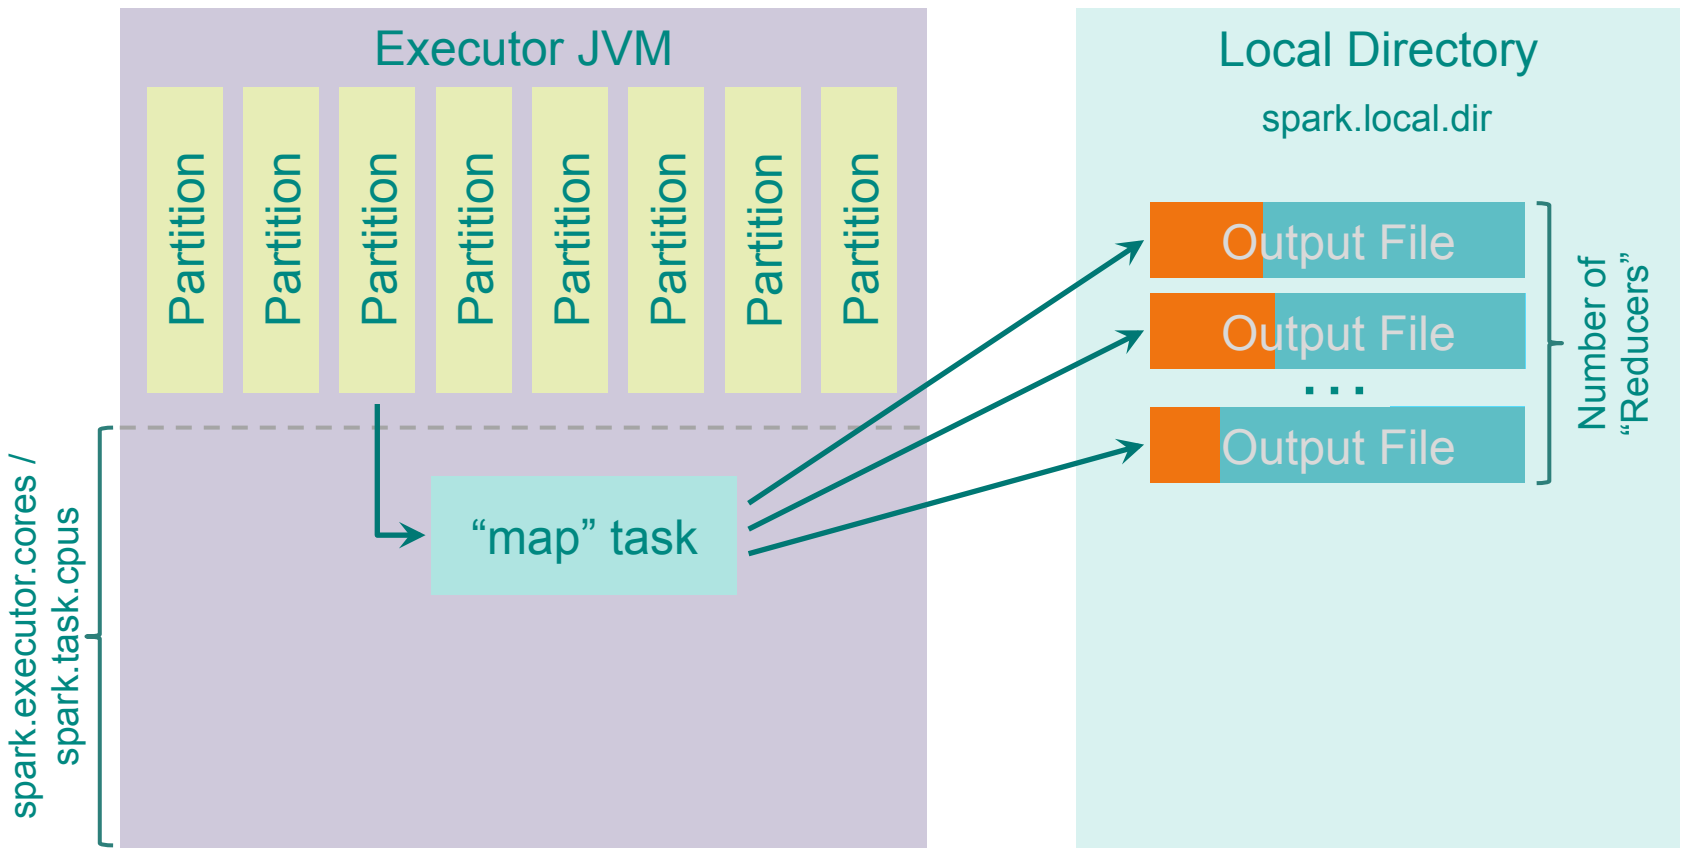 Executor JVM
Partition
Partition
Partition
Partition
Partition
Partition
Partition
Partition
spark.executor.cores /
spark.task.cpus
“map” task
Local Directory
spark.local.dir
Output File
Output File
...
Output File
Number of
“Reducers”